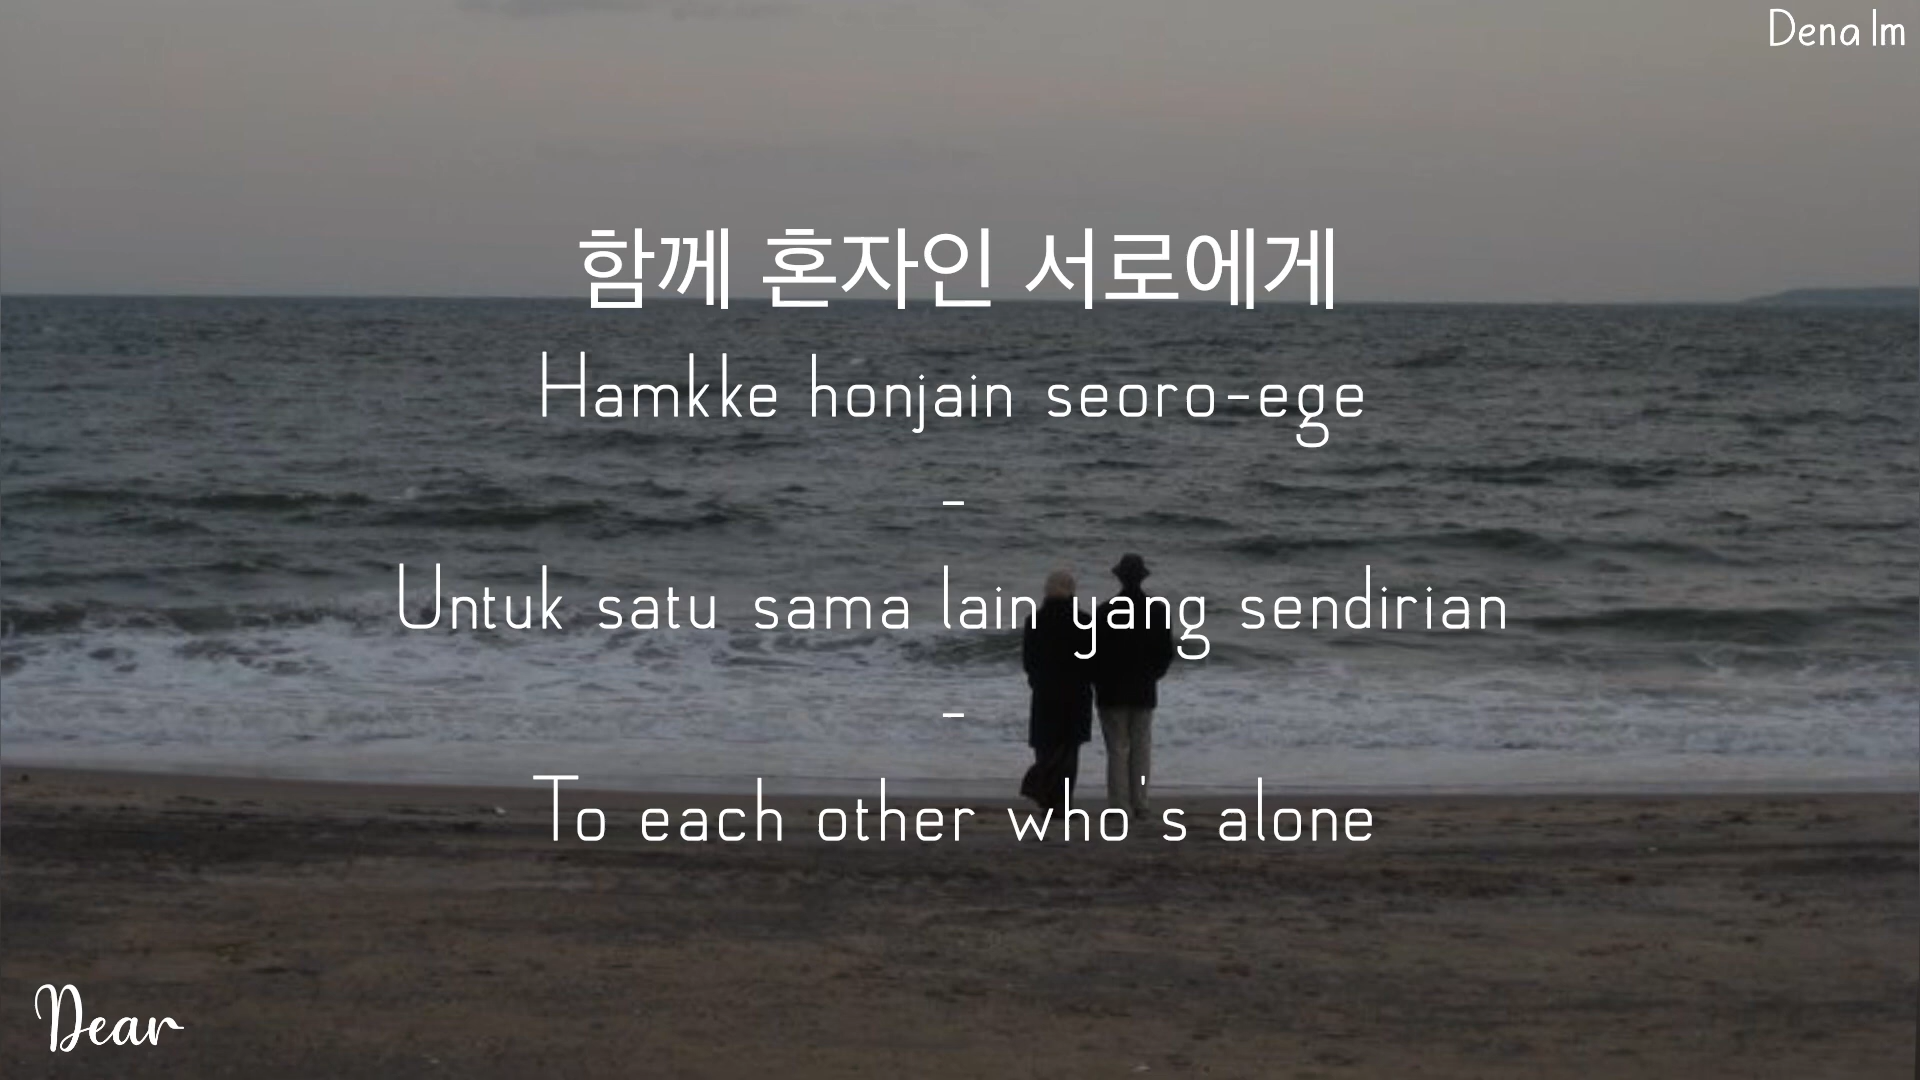 Dena Im
함께 혼자인 서로에게
Hamkke honjain seoro-ege
-
Untuk satu sama lain yang sendirian
-
To each other who's alone
Dear